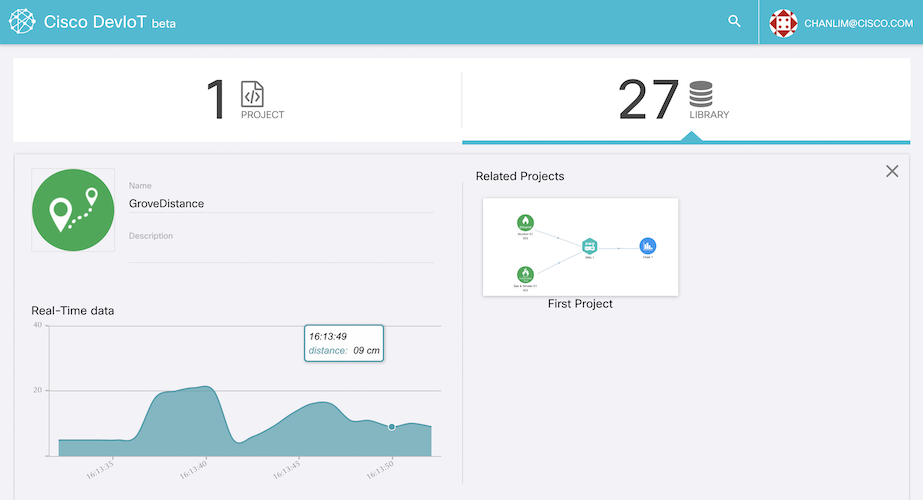 Cisco DevIoT beta
CHANLIM@CISCO.COM
1 PROJECT
27 LIBRARY
Name
GroveDistance
Description
Related Projects
First Project
Real-Time data
40
20
16:13:49
distance: 09 cm
16:13:35
16:13:40
16:13:45
16:13:50